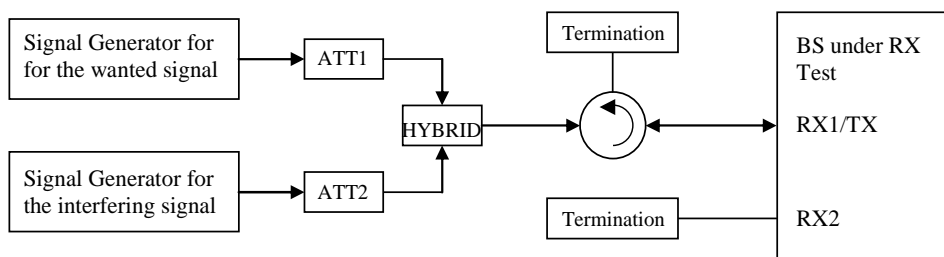 Signal Generator for
for the wanted signal
ATT1
HYBRID
Signal Generator for
the interfering signal
ATT2
Termination
Termination
BS under RX
Test
RX1/TX
RX2